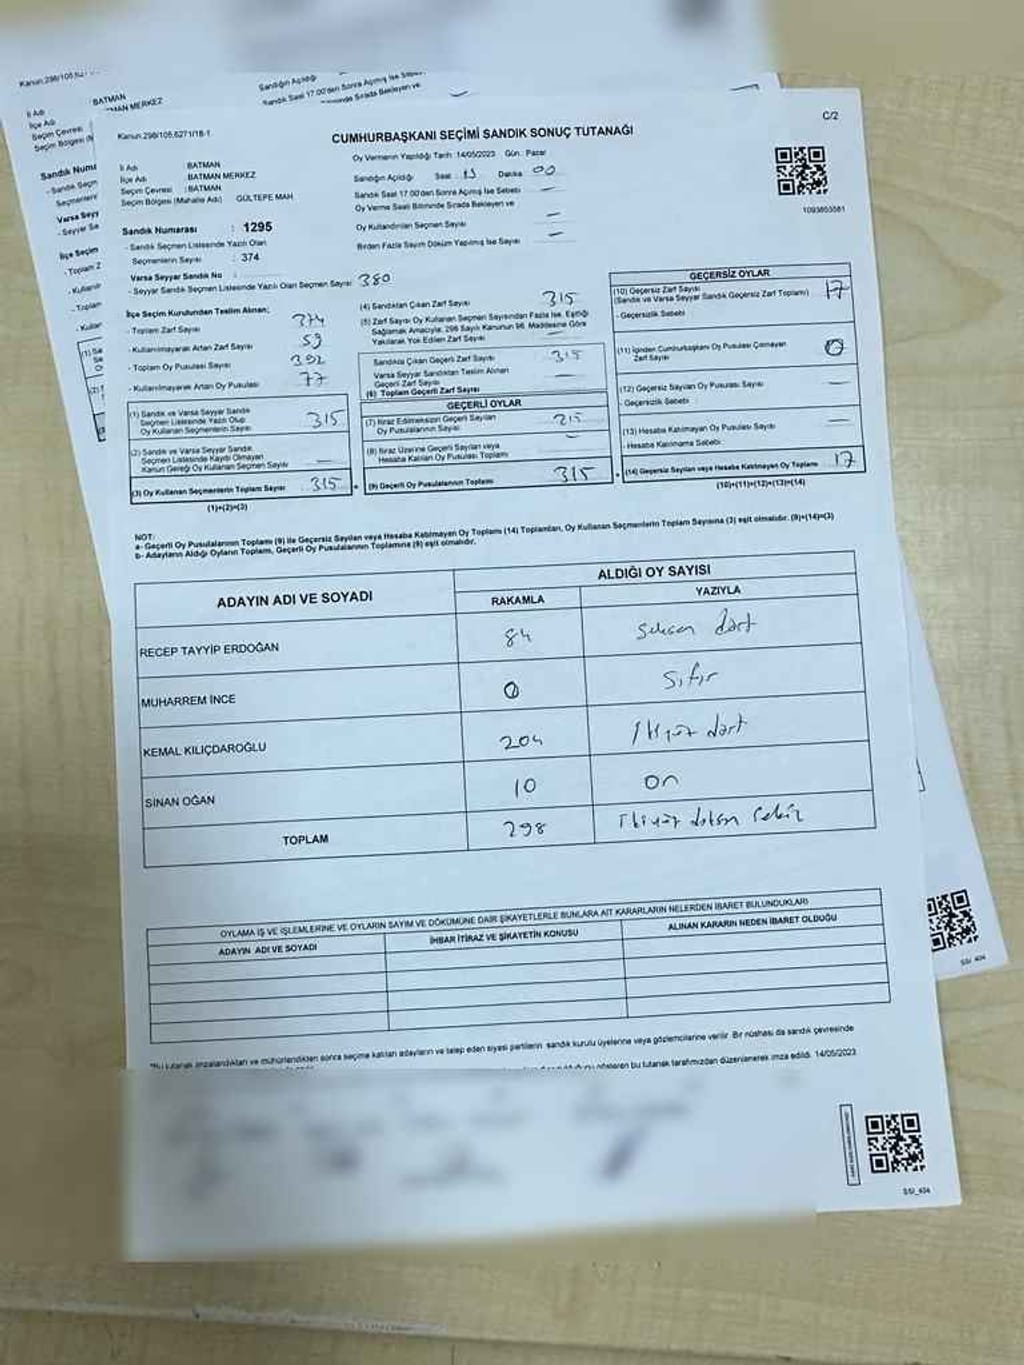 Kanun:298/105,6271/18-1
C/2
CUMHURBAŞKANI SEÇİMİ SANDIK SONUÇ TUTANAĞI
İl Adı : BATMAN
İlçe Adı : BATMAN MERKEZ
Seçim Çevresi : BATMAN
Seçim Bölgesi (Mahalle Adı) GÜLTEPE MAH.
Sandık Numarası : 1295
- Sandık Seçmen Listesinde Yazılı Olan
Seçmenlerin Sayısı : 374
Varsa Seyyar Sandık No :
- Seyyar Sandık Seçmen Listesinde Yazılı Olan Seçmen Sayısı: 380
Oy Vermenin Yapıldığı Tarih :14/05/2023 Gün : Pazar
Sandığın Açıldığı Saat : Dakika 00
Sandık Saat 17.00'den Sonra Açılmış İse Sebebi —
Oy Verme Saati Bitiminde Sırada Bekleyen ve
Oy Kullandırılan Seçmen Sayısı —
Birden Fazla Sayım Döküm Yapılmış İse Sayısı —
1093803581
İlçe Seçim Kurulundan Teslim Alınan;
- Toplam Zarf Sayısı 374
- Kullanılmayarak Artan Zarf Sayısı 59
- Toplam Oy Pusulası Sayısı 392
- Kullanılmayarak Artan Oy Pusulası 77
(1) Sandık ve Varsa Seyyar Sandık
Seçmen Listesinde Yazılı Olup
Oy Kullanan Seçmenlerin Sayısı 315
(2) Sandık ve Varsa Seyyar Sandık
Seçmen Listesinde Kayıtlı Olmayan
Kanun Gereği Oy Kullanan Seçmen Sayısı —
(3) Oy Kullanan Seçmenlerin Toplam Sayısı 315
(1)+(2)=(3)
(4) Sandıktan Çıkan Zarf Sayısı 315
(5) Zarf Sayısı Oy Kullanan Seçmen Sayısından Fazla İse, Eşitliği
Sağlamak Amacıyla; 298 Sayılı Kanunun 98. Maddesine Göre
Yakılarak Yok Edilen Zarf Sayısı —
Sandıkta Çıkan Geçerli Zarf Sayısı 315
Varsa Seyyar Sandıktan Teslim Alınan
Geçerli Zarf Sayısı —
(6) Toplam Geçerli Zarf Sayısı
GEÇERLİ OYLAR
(7) İtiraz Edilmeksizin Geçerli Sayılan
Oy Pusulalarının Sayısı 315
(8) İtiraz Üzerine Geçerli Sayılan veya
Hesaba Katılan Oy Pusulası Toplamı —
(9) Geçerli Oy Pusulalarının Toplamı 315
GEÇERSİZ OYLAR
(10) Geçersiz Zarf Sayısı
(Sandık ve Varsa Seyyar Sandık Geçersiz Zarf Toplamı) 17
- Geçersizlik Sebebi
(11) İçinden Cumhurbaşkanı Oy Pusulası Çıkmayan
Zarf Sayısı 0
(12) Geçersiz Sayılan Oy Pusulası Sayısı —
- Geçersizlik Sebebi
(13) Hesaba Katılmayan Oy Pusulası Sayısı —
- Hesaba Katılmama Sebebi
(14) Geçersiz Sayılan veya Hesaba Katılmayan Oy Toplamı 17
(10)+(11)+(12)+(13)=(14)
NOT:
a- Geçerli Oy Pusulalarının Toplamı (9) ile Geçersiz Sayılan veya Hesaba Katılmayan Oy Toplamı (14) Toplamları, Oy Kullanan Seçmenlerin Toplam Sayısına (3) eşit olmalıdır. (9)+(14)=(3)
b- Adayların Aldığı Oyların Toplamı, Geçerli Oy Pusulalarının Toplamına (9) eşit olmalıdır.
ADAYIN ADI VE SOYADI
ALDIĞI OY SAYISI
RAKAMLA YAZIYLA
RECEP TAYYİP ERDOĞAN 84 Seksen dört
MUHARREM İNCE 0 Sıfır
KEMAL KILIÇDAROĞLU 204 İkiyüz dört
SİNAN OĞAN 10 on
TOPLAM 298 İkiyüz doksan sekiz
OYLAMA İŞ VE İŞLEMLERİNE VE OYLARIN SAYIM VE DÖKÜMÜNE DAİR ŞİKAYETLERLE BUNLARA AİT KARARLARIN NELERDEN İBARET BULUNDUKLARI
ADAYIN ADI VE SOYADI İHBAR İTİRAZ VE ŞİKAYETİN KONUSU ALINAN KARARIN NEDEN İBARET OLDUĞU
*Bu tutanak imzalandıktan ve mühürlendikten sonra seçime katılan adayların ve talep eden siyasi partilerin sandık kurulu üyelerine veya gözlemcilerine verilir. Bir nüshası da sandık çevresinde
gösteren bu tutanak tarafımızdan düzenlenerek imza edildi. 14/05/2023
SSI_404
SSI_404
Kanun:298/105,6271
İl Adı BATMAN
İlçe Adı
Seçim Çevresi
Seçim Bölgesi
Sandığın Açıldığı